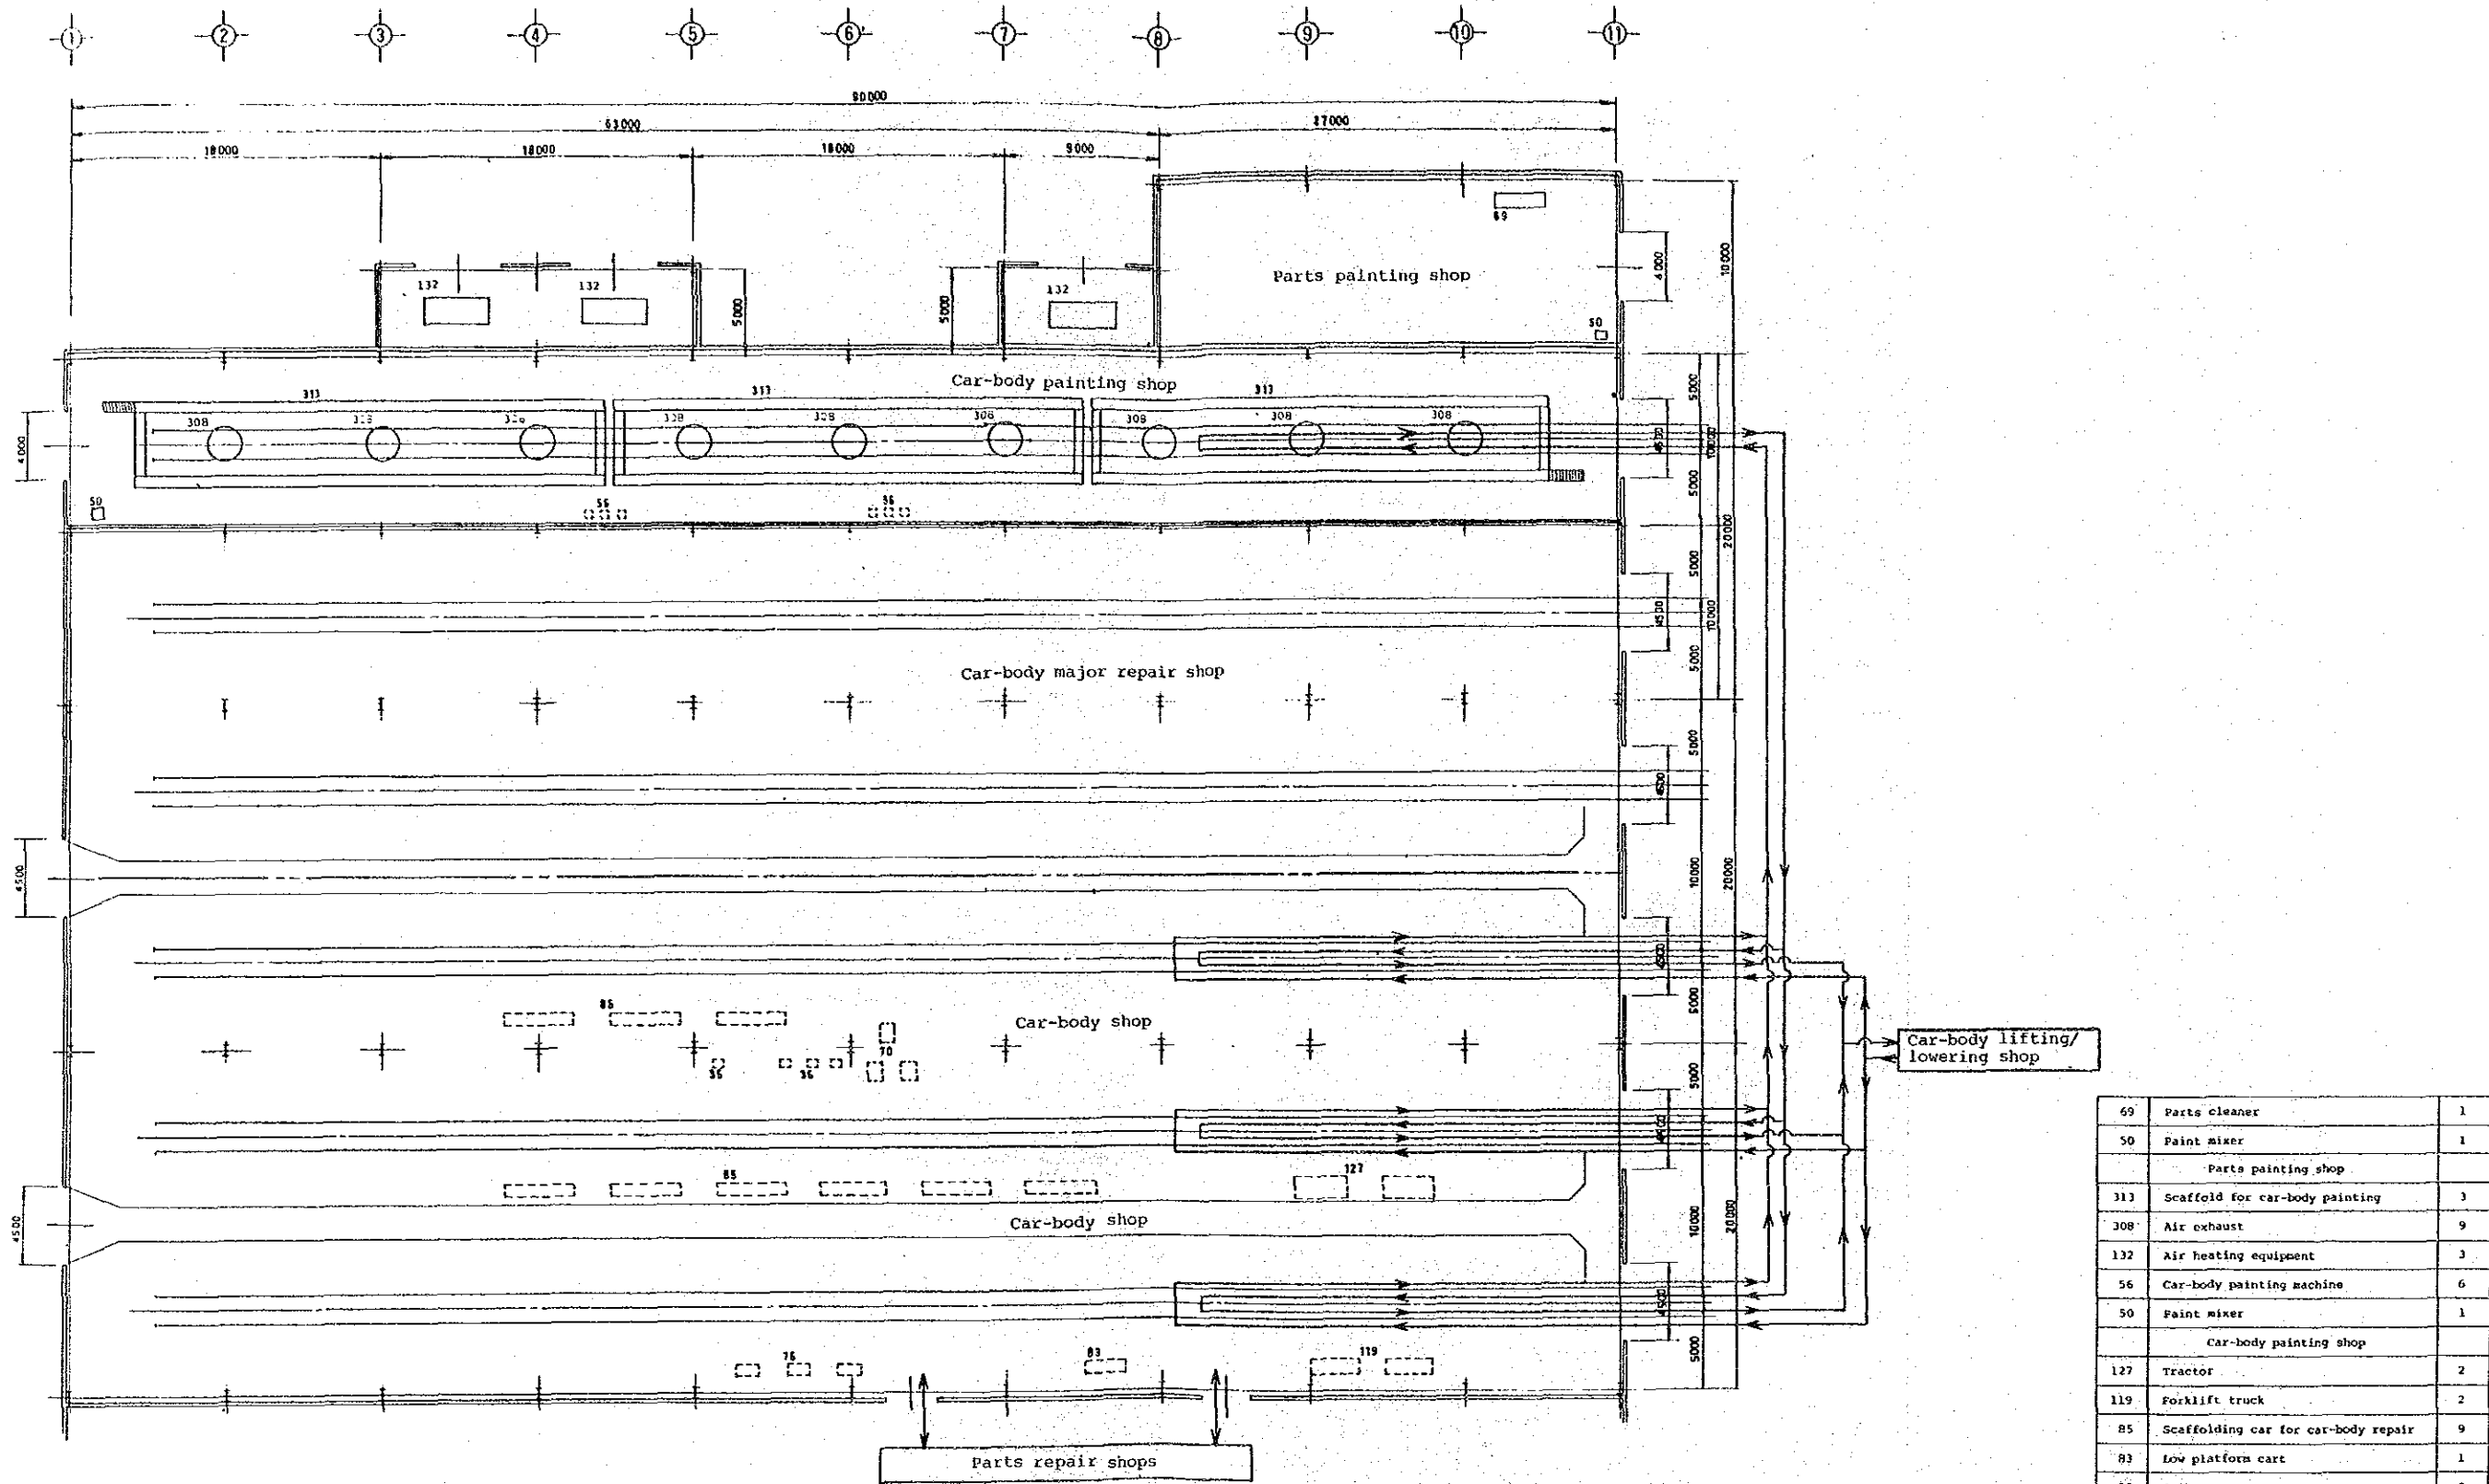 1 2 3 4 5 6 7 8 9 10 11
90000
63000 27000
18000 18000 18000 9000
69
Parts painting shop
4000
10000
132 132 132
5000 5000
50
Car-body painting shop
313 313 313
308 308 308 308 308 308
5000
4500
10000
5000
4000
50
56
20000
5000
4500
10000
5000
Car-body major repair shop
5000
4500
4500
10000
20000
4500
5000
85
Car-body shop
70
Car-body lifting/
lowering shop
5000
4500
85
127
Car-body shop
4500
10000
20000
4500
5000
76 83 119
Parts repair shops
69 Parts cleaner 1
50 Paint mixer 1
Parts painting shop
313 Scaffold for car-body painting 3
308 Air exhaust 9
132 Air heating equipment 3
56 Car-body painting machine 6
50 Paint mixer 1
Car-body painting shop
127 Tractor 2
119 Forklift truck 2
85 Scaffolding car for car-body repair 9
83 Low platform cart 1